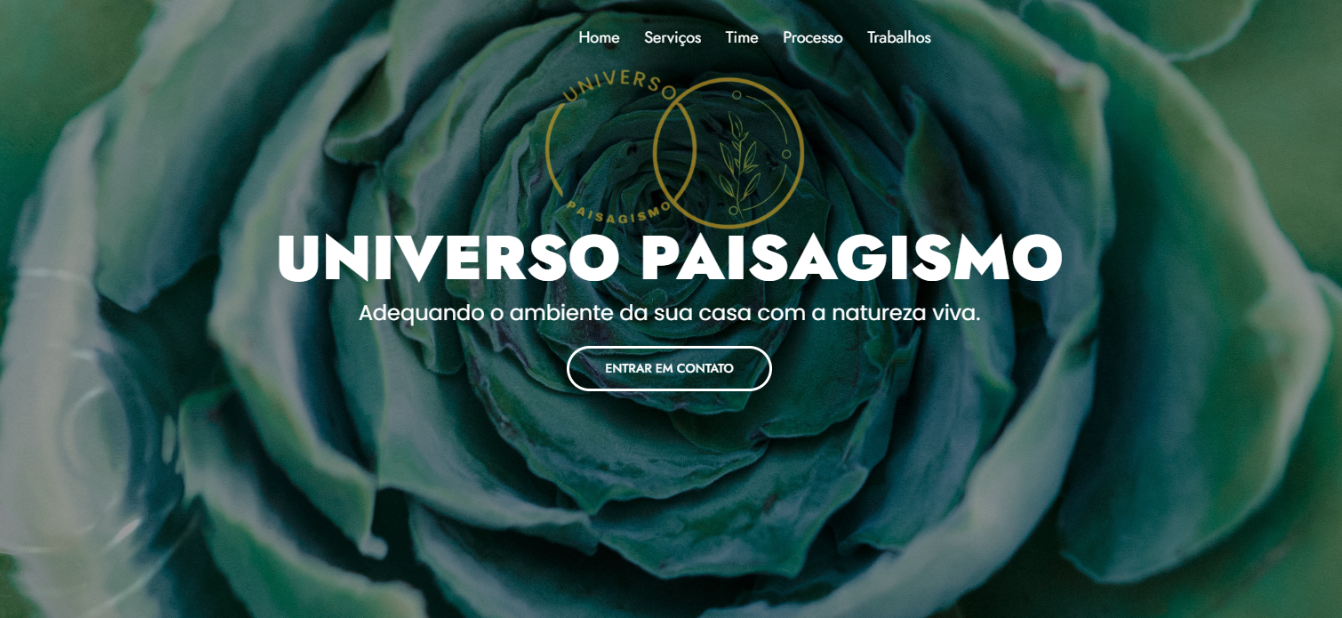 Home Serviços Time Processo Trabalhos
UNIVERSO
PAISAGISMO
UNIVERSO PAISAGISMO
Adequando o ambiente da sua casa com a natureza viva.
ENTRAR EM CONTATO